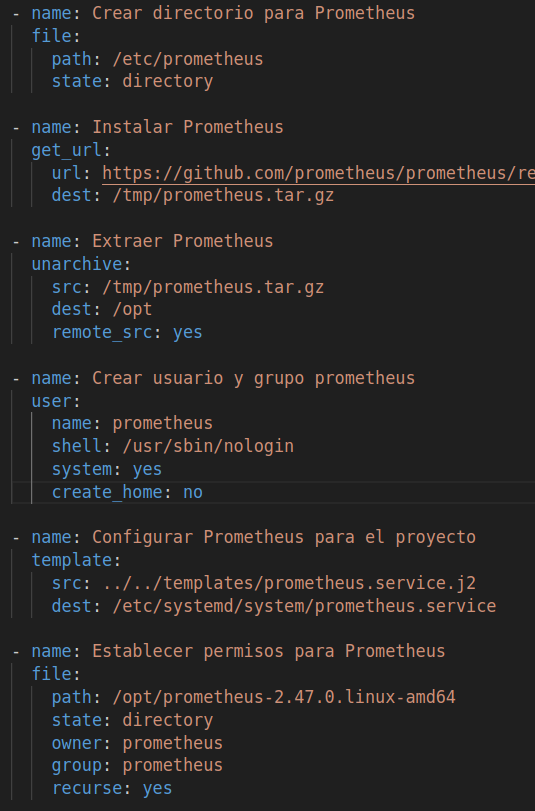 - name: Crear directorio para Prometheus
  file:
    path: /etc/prometheus
    state: directory

- name: Instalar Prometheus
  get_url:
    url: https://github.com/prometheus/prometheus/re
    dest: /tmp/prometheus.tar.gz

- name: Extraer Prometheus
  unarchive:
    src: /tmp/prometheus.tar.gz
    dest: /opt
    remote_src: yes

- name: Crear usuario y grupo prometheus
  user:
    name: prometheus
    shell: /usr/sbin/nologin
    system: yes
    create_home: no

- name: Configurar Prometheus para el proyecto
  template:
    src: ../../templates/prometheus.service.j2
    dest: /etc/systemd/system/prometheus.service

- name: Establecer permisos para Prometheus
  file:
    path: /opt/prometheus-2.47.0.linux-amd64
    state: directory
    owner: prometheus
    group: prometheus
    recurse: yes